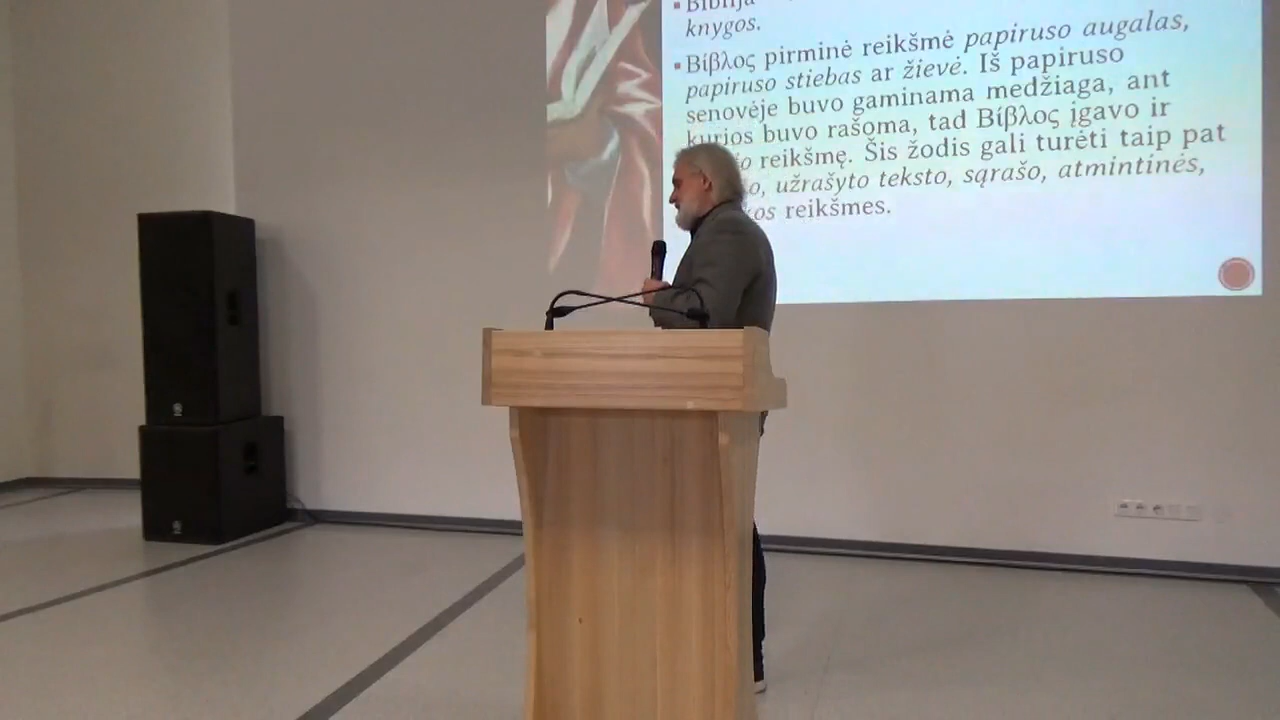 ▪ Biblija
knygos.
▪ Βίβλος pirminė reikšmė papiruso augalas,
papiruso stiebas ar žievė. Iš papiruso
senovėje buvo gaminama medžiaga, ant
kurios buvo rašoma, tad Βίβλος įgavo ir
reikšmę. Šis žodis gali turėti taip pat
užrašyto teksto, sąrašo, atmintinės,
reikšmes.